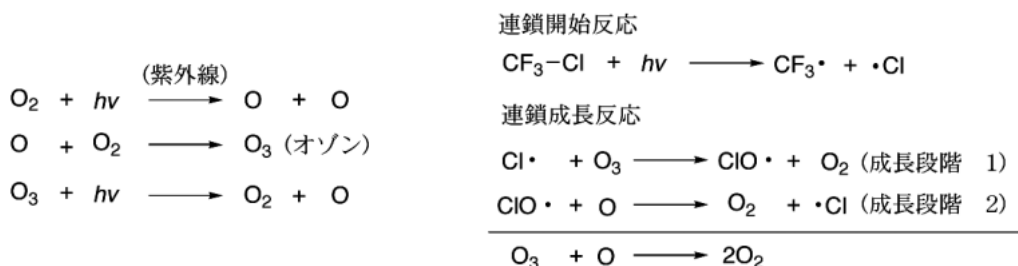 (紫外線)
O₂ + hν ⟶ O + O
O + O₂ ⟶ O₃ (オゾン)
O₃ + hν ⟶ O₂ + O
連鎖開始反応
CF₃−Cl + hν ⟶ CF₃• + •Cl
連鎖成長反応
Cl• + O₃ ⟶ ClO• + O₂ (成長段階 1)
ClO• + O ⟶ O₂ + •Cl (成長段階 2)
O₃ + O ⟶ 2O₂